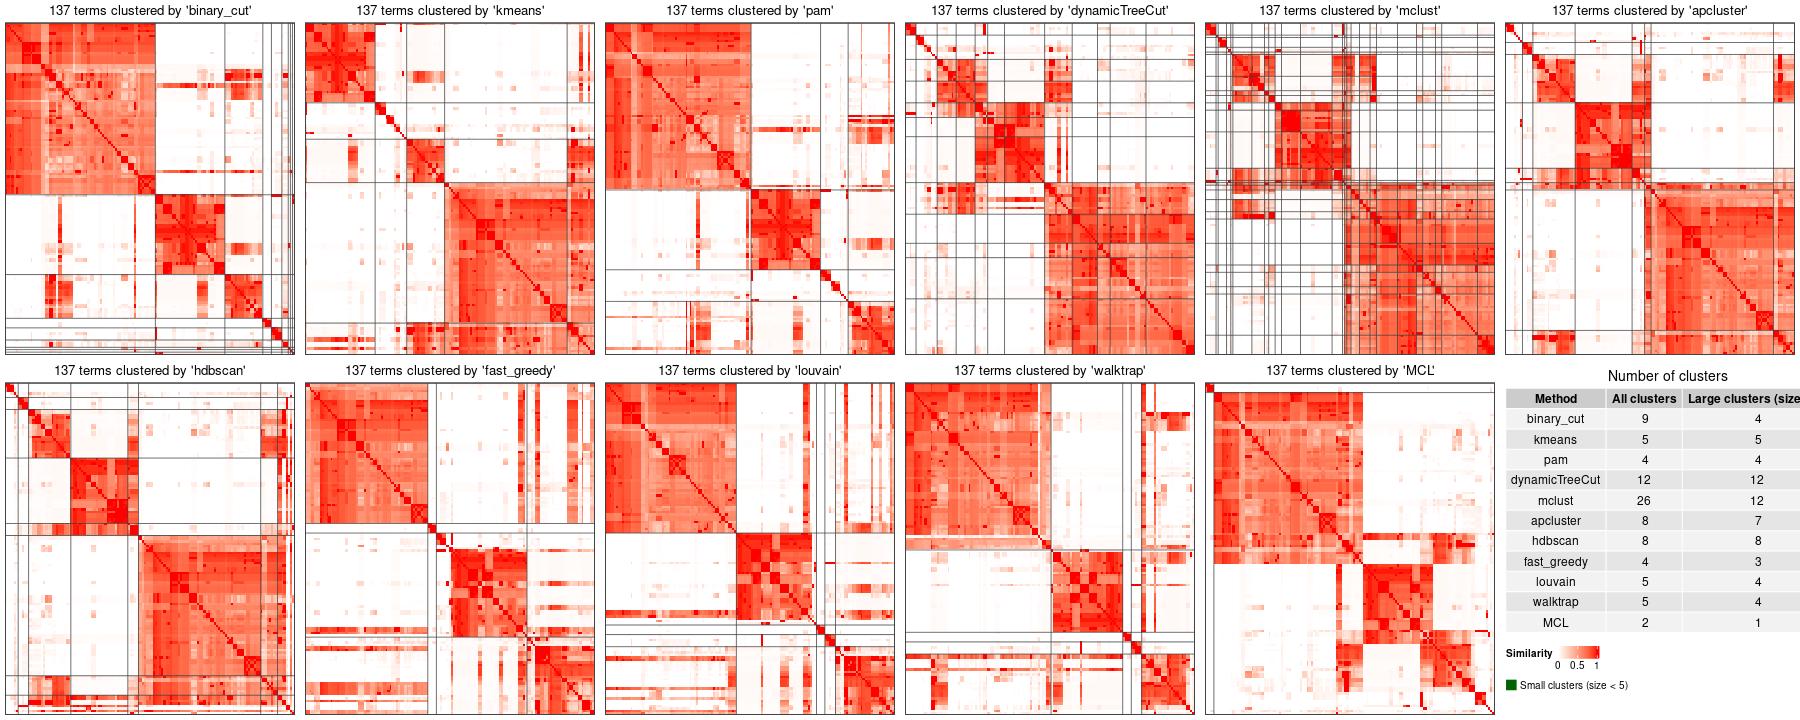 137 terms clustered by 'binary_cut'
137 terms clustered by 'kmeans'
137 terms clustered by 'pam'
137 terms clustered by 'dynamicTreeCut'
137 terms clustered by 'mclust'
137 terms clustered by 'apcluster'
137 terms clustered by 'hdbscan'
137 terms clustered by 'fast_greedy'
137 terms clustered by 'louvain'
137 terms clustered by 'walktrap'
137 terms clustered by 'MCL'
Number of clusters
Method All clusters Large clusters (size
binary_cut 9 4
kmeans 5 5
pam 4 4
dynamicTreeCut 12 12
mclust 26 12
apcluster 8 7
hdbscan 8 8
fast_greedy 4 3
louvain 5 4
walktrap 5 4
MCL 2 1
Similarity
0 0.5 1
Small clusters (size < 5)